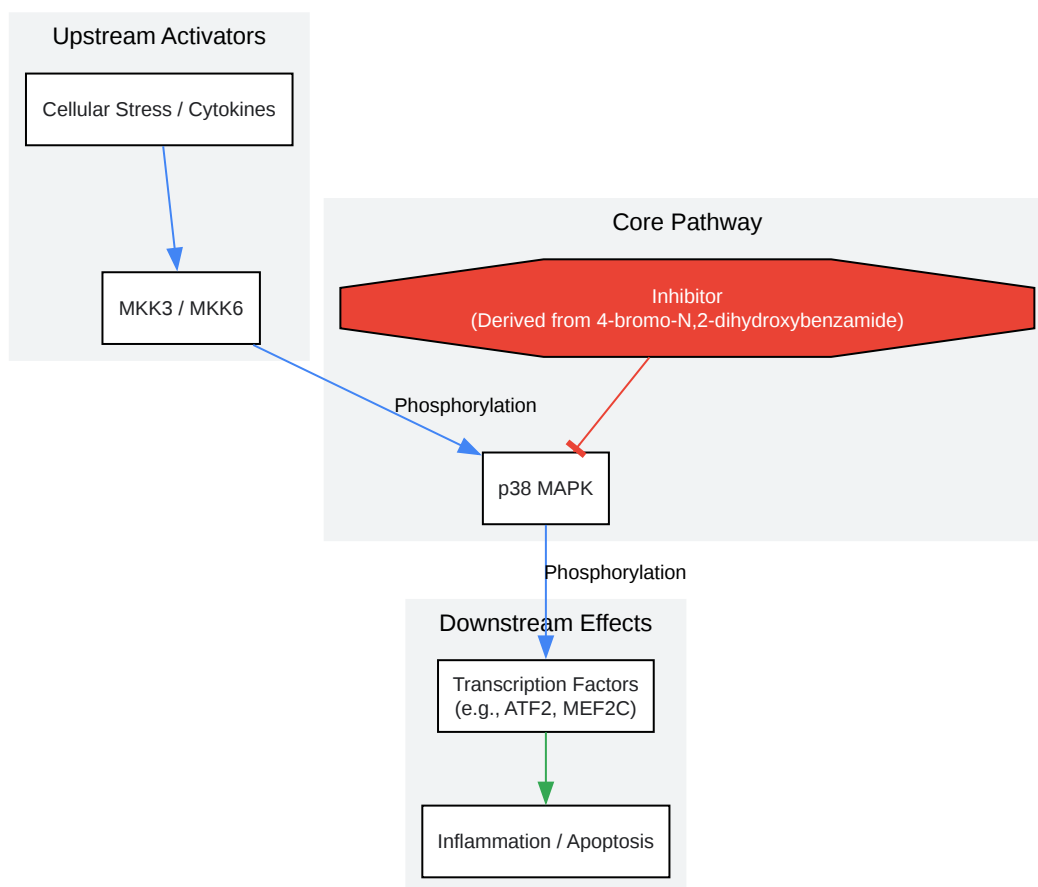 Upstream Activators
Cellular Stress / Cytokines
MKK3 / MKK6
Core Pathway
Inhibitor
(Derived from 4-bromo-N,2-dihydroxybenzamide)
Phosphorylation
p38 MAPK
Phosphorylation
Downstream Effects
Transcription Factors
(e.g., ATF2, MEF2C)
Inflammation / Apoptosis